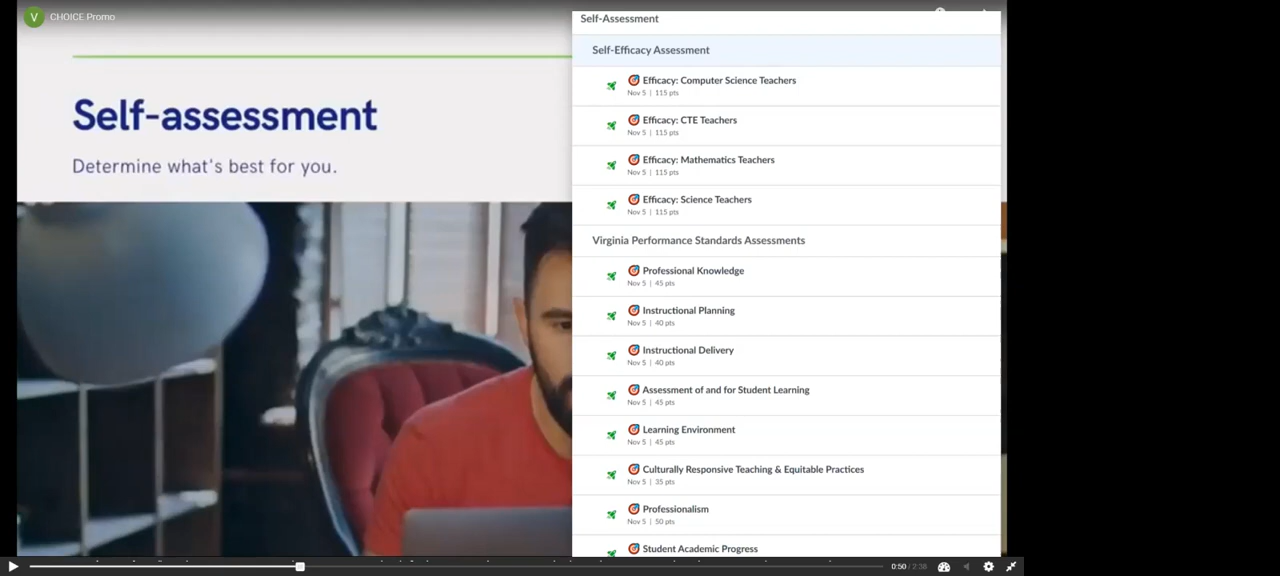 V CHOICE Promo
Self-assessment
Determine what's best for you.
Self-Assessment
Self-Efficacy Assessment
Efficacy: Computer Science Teachers
Nov 5 | 115 pts
Efficacy: CTE Teachers
Nov 5 | 115 pts
Efficacy: Mathematics Teachers
Nov 5 | 115 pts
Efficacy: Science Teachers
Nov 5 | 115 pts
Virginia Performance Standards Assessments
Professional Knowledge
Nov 5 | 45 pts
Instructional Planning
Nov 5 | 40 pts
Instructional Delivery
Nov 5 | 40 pts
Assessment of and for Student Learning
Nov 5 | 45 pts
Learning Environment
Nov 5 | 45 pts
Culturally Responsive Teaching & Equitable Practices
Nov 5 | 35 pts
Professionalism
Nov 5 | 50 pts
Student Academic Progress
0:50 / 2:38